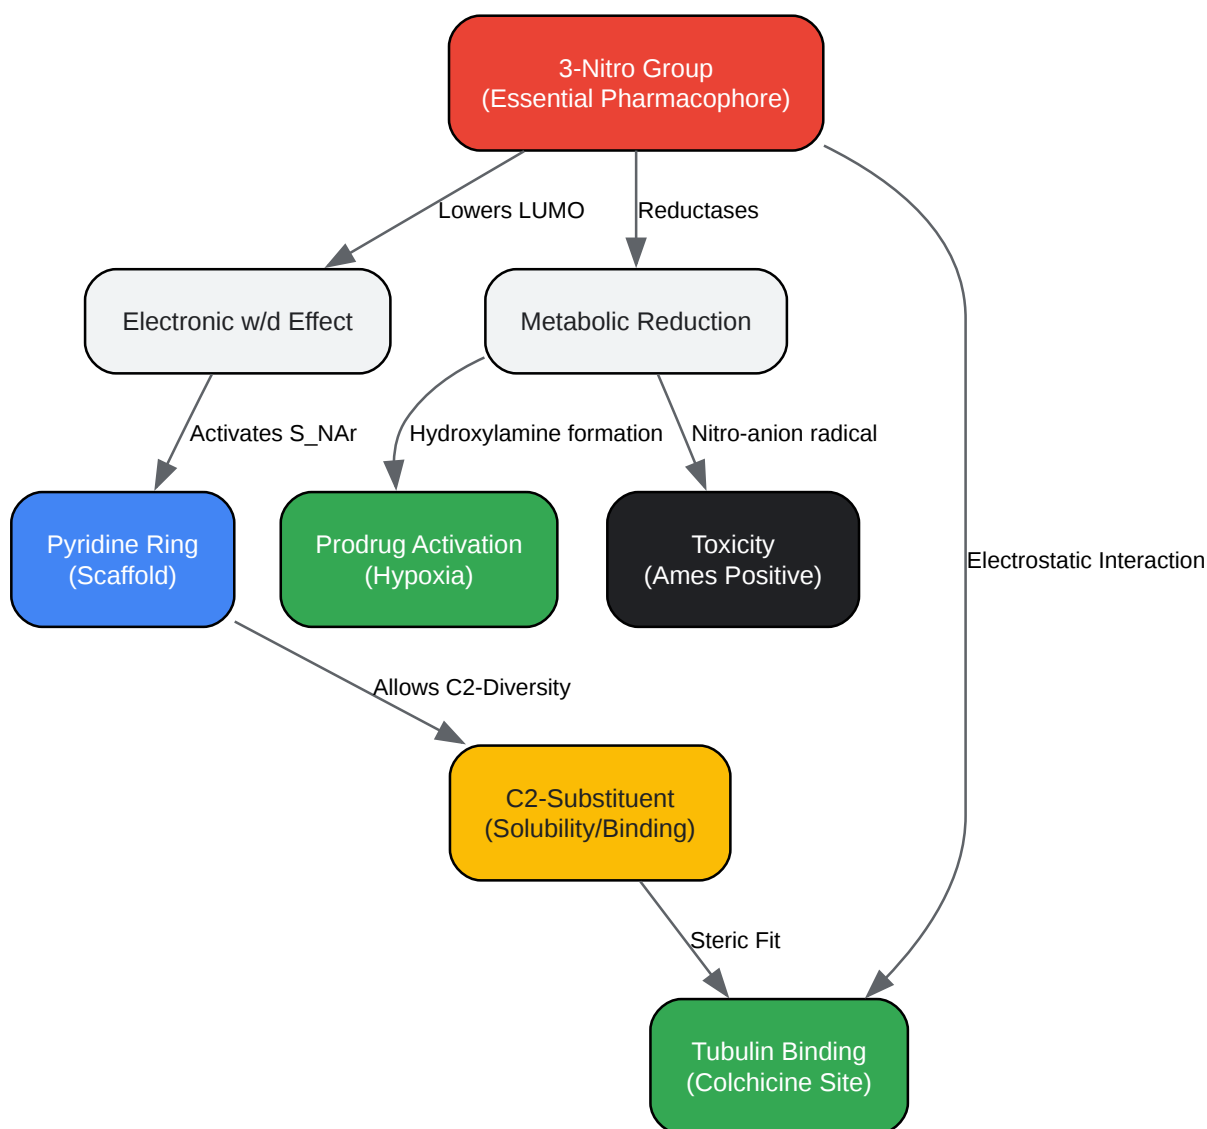 3-Nitro Group
(Essential Pharmacophore)
Lowers LUMO
Reductases
Electronic w/d Effect
Metabolic Reduction
Activates S_NAr
Hydroxylamine formation
Nitro-anion radical
Pyridine Ring
(Scaffold)
Prodrug Activation
(Hypoxia)
Toxicity
(Ames Positive)
Electrostatic Interaction
Allows C2-Diversity
C2-Substituent
(Solubility/Binding)
Steric Fit
Tubulin Binding
(Colchicine Site)